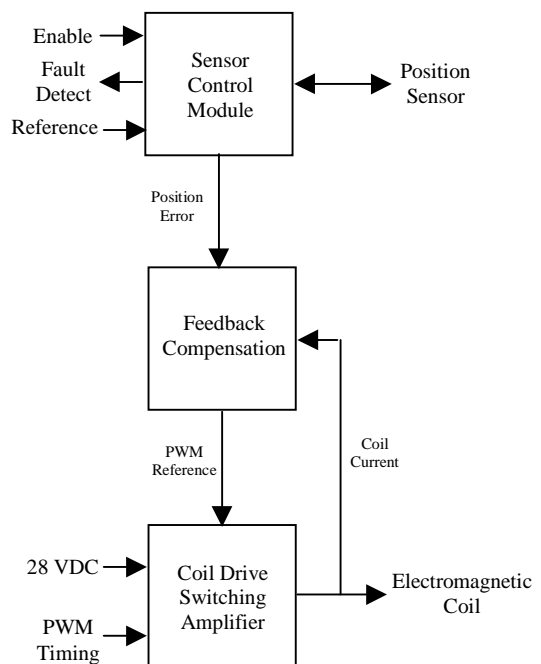 Enable
Fault
Detect
Reference
Sensor
Control
Module
Position
Sensor
Position
Error
Feedback
Compensation
PWM
Reference
Coil
Current
28 VDC
PWM
Timing
Coil Drive
Switching
Amplifier
Electromagnetic
Coil